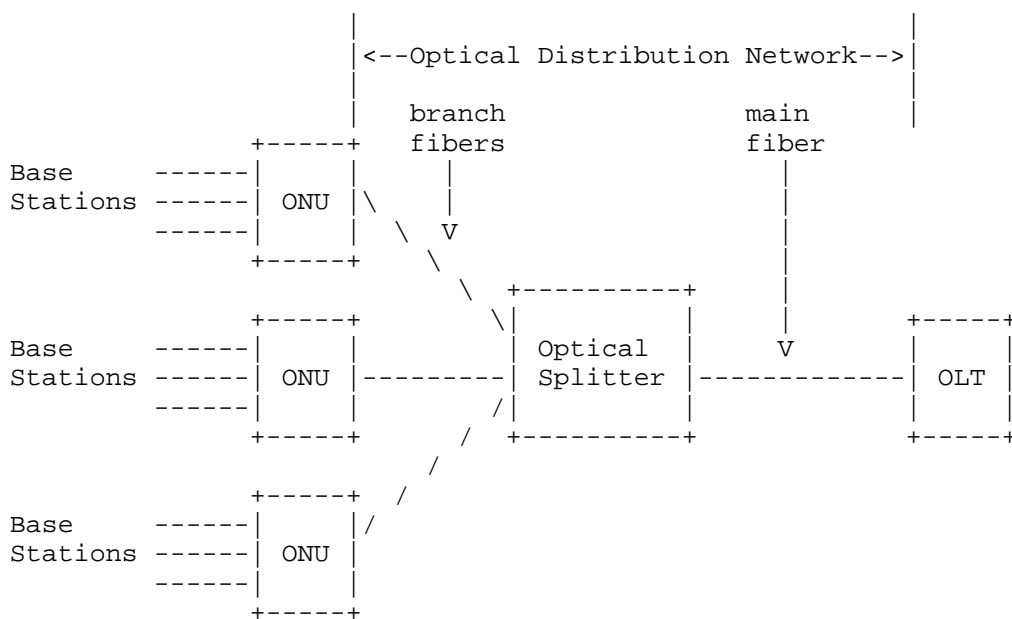 <--Optical Distribution Network-->
branch main
fibers fiber
Base
Stations ONU
V
Base Optical V
Stations ONU Splitter OLT
Base
Stations ONU